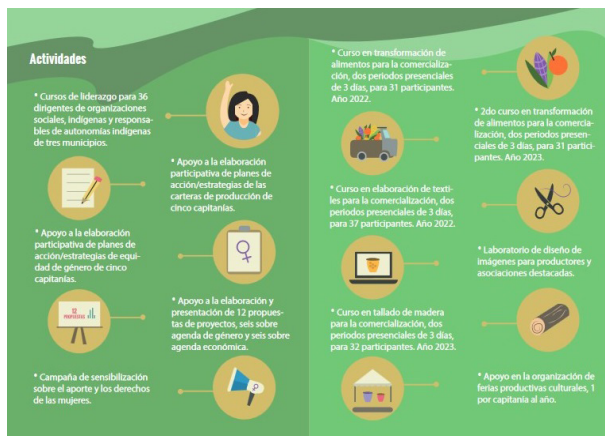 Actividades
* Cursos de liderazgo para 36
dirigentes de organizaciones
sociales, indígenas y responsa-
bles de autonomías indígenas
de tres municipios.
* Apoyo a la elaboración
participativa de planes de
acción/estrategias de las
carteras de producción de
cinco capitanías.
* Apoyo a la elaboración
participativa de planes de
acción/estrategias de equi-
dad de género de cinco
capitanías.
* Apoyo a la elaboración y
presentación de 12 propues-
tas de proyectos, seis sobre
agenda de género y seis sobre
agenda económica.
12
* Campaña de sensibilización
sobre el aporte y los derechos
de las mujeres.
* Curso en transformación de
alimentos para la comercializa-
ción, dos periodos presenciales
de 3 días, para 31 participantes.
Año 2022.
* 2do curso en transformación
de alimentos para la comercia-
lización, dos periodos presen-
ciales de 3 días, para 31 partici-
pantes. Año 2023.
* Curso en elaboración de texti-
les para la comercialización, dos
periodos presenciales de 3 días,
para 37 participantes. Año 2022.
* Laboratorio de diseño de
imágenes para productores y
asociaciones destacadas.
* Curso en tallado de madera
para la comercialización, dos
periodos presenciales de 3 días,
para 32 participantes. Año 2023.
* Apoyo en la organización de
ferias productivas culturales, 1
por capitanía al año.